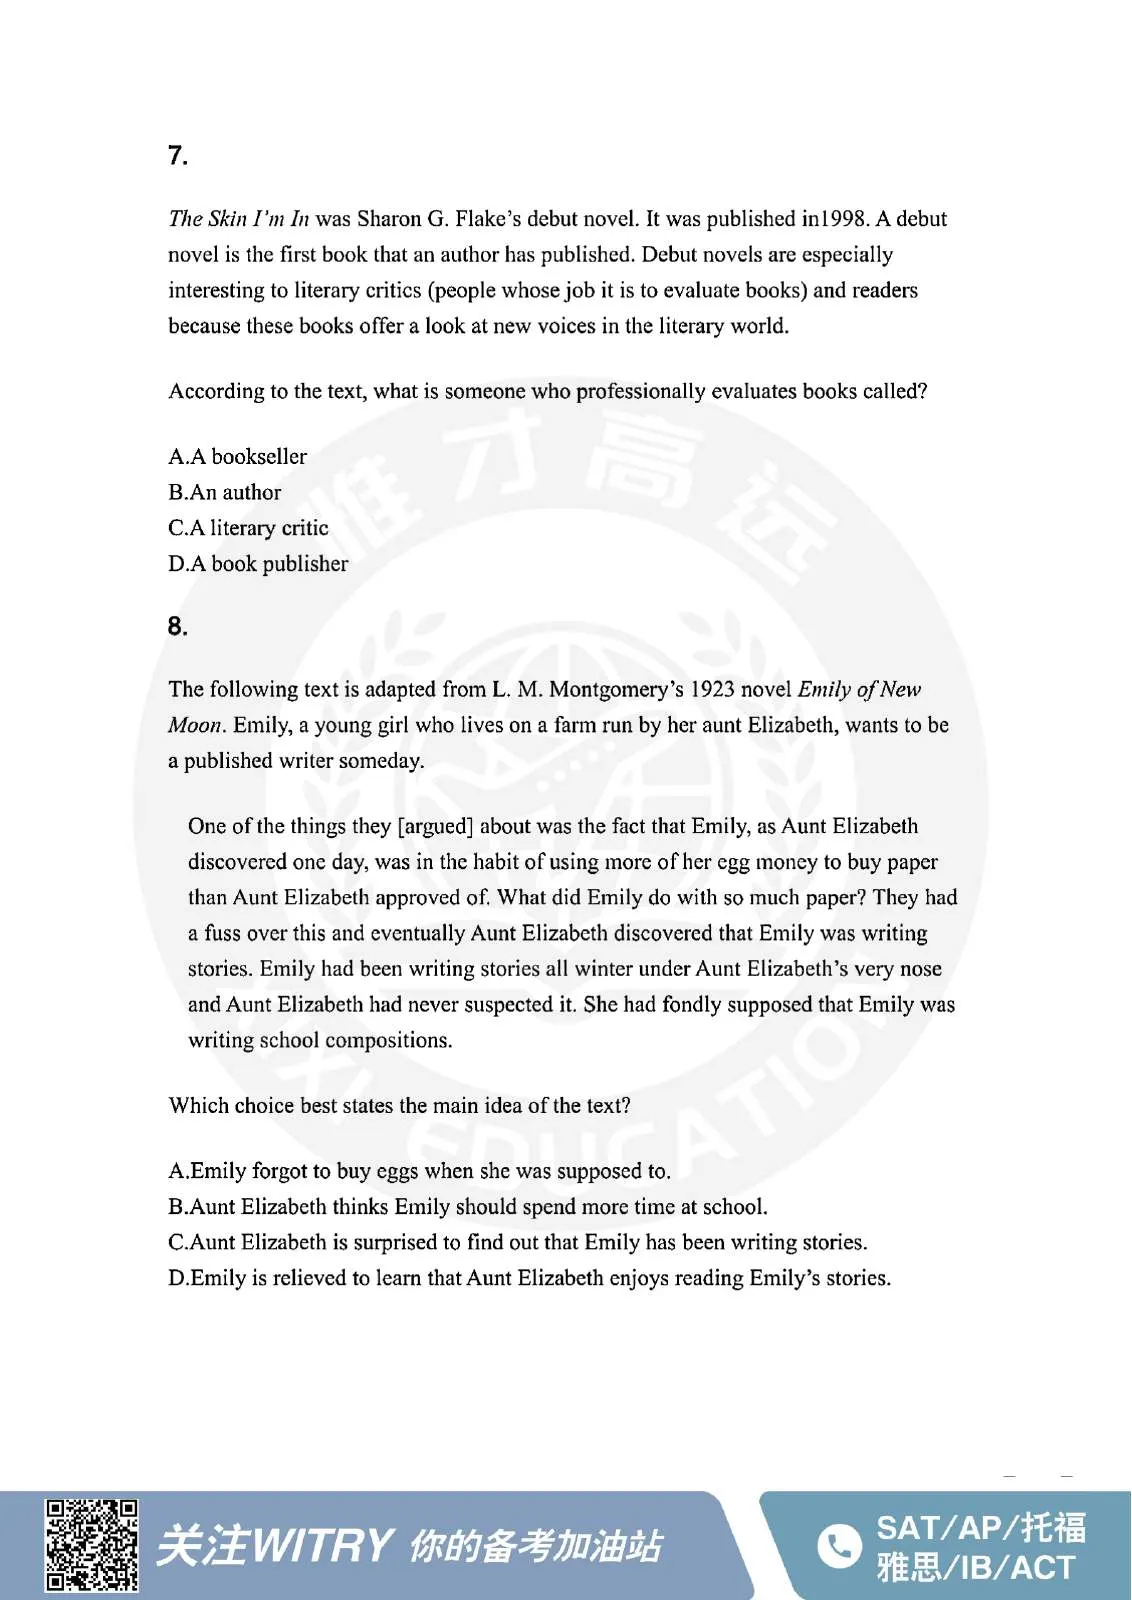 7.
The Skin I'm In was Sharon G. Flake's debut novel. It was published in1998. A debut
novel is the first book that an author has published. Debut novels are especially
interesting to literary critics (people whose job it is to evaluate books) and readers
because these books offer a look at new voices in the literary world.
According to the text, what is someone who professionally evaluates books called?
A.A bookseller
B.An author
C.A literary critic
D.A book publisher
惟才高远
8.
The following text is adapted from L. M. Montgomery's 1923 novel Emily of New
Moon. Emily, a young girl who lives on a farm run by her aunt Elizabeth, wants to be
a published writer someday.
One of the things they [argued] about was the fact that Emily, as Aunt Elizabeth
discovered one day, was in the habit of using more of her egg money to buy paper
than Aunt Elizabeth approved of. What did Emily do with so much paper? They had
a fuss over this and eventually Aunt Elizabeth discovered that Emily was writing
stories. Emily had been writing stories all winter under Aunt Elizabeth's very nose
and Aunt Elizabeth had never suspected it. She had fondly supposed that Emily was
writing school compositions.
Which choice best states the main idea of the text?
A.Emily forgot to buy eggs when she was supposed to.
B.Aunt Elizabeth thinks Emily should spend more time at school.
C.Aunt Elizabeth is surprised to find out that Emily has been writing stories.
D.Emily is relieved to learn that Aunt Elizabeth enjoys reading Emily's stories.
EDUCATION
关注WITRY 你的备考加油站
SAT/AP/托福
雅思/IB/ACT